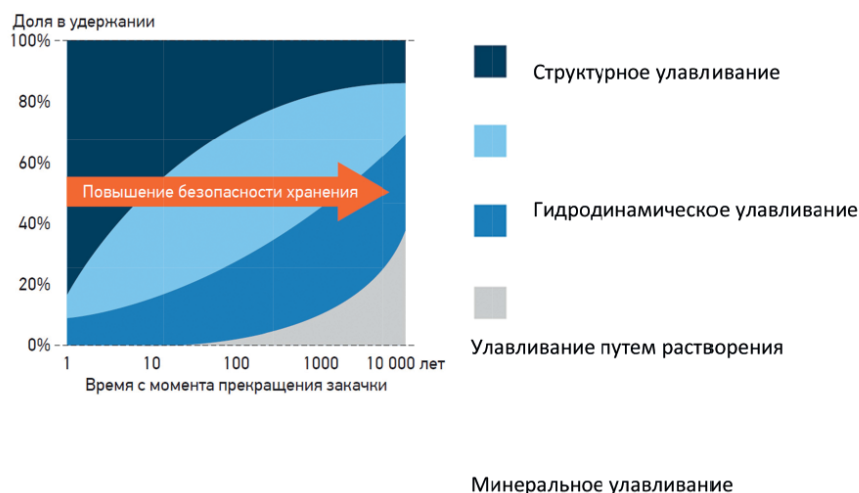 Доля в удержании
100%
80%
60%
40%
20%
0%
Повышение безопасности хранения
1 10 100 1000 10 000 лет
Время с момента прекращения закачки
Структурное улавливание
Гидродинамическое улавливание
Улавливание путем растворения
Минеральное улавливание